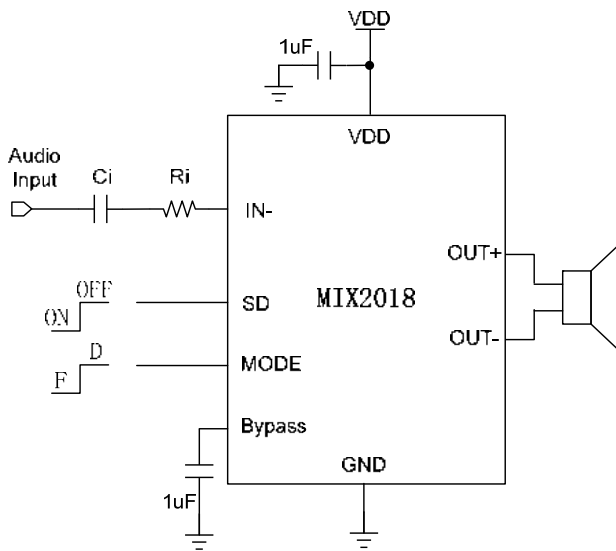 VDD
1uF
VDD
Audio
Input
Ci
Ri
IN-
OUT+
OFF
ON
SD
MIX2018
OUT-
D
F
MODE
Bypass
GND
1uF